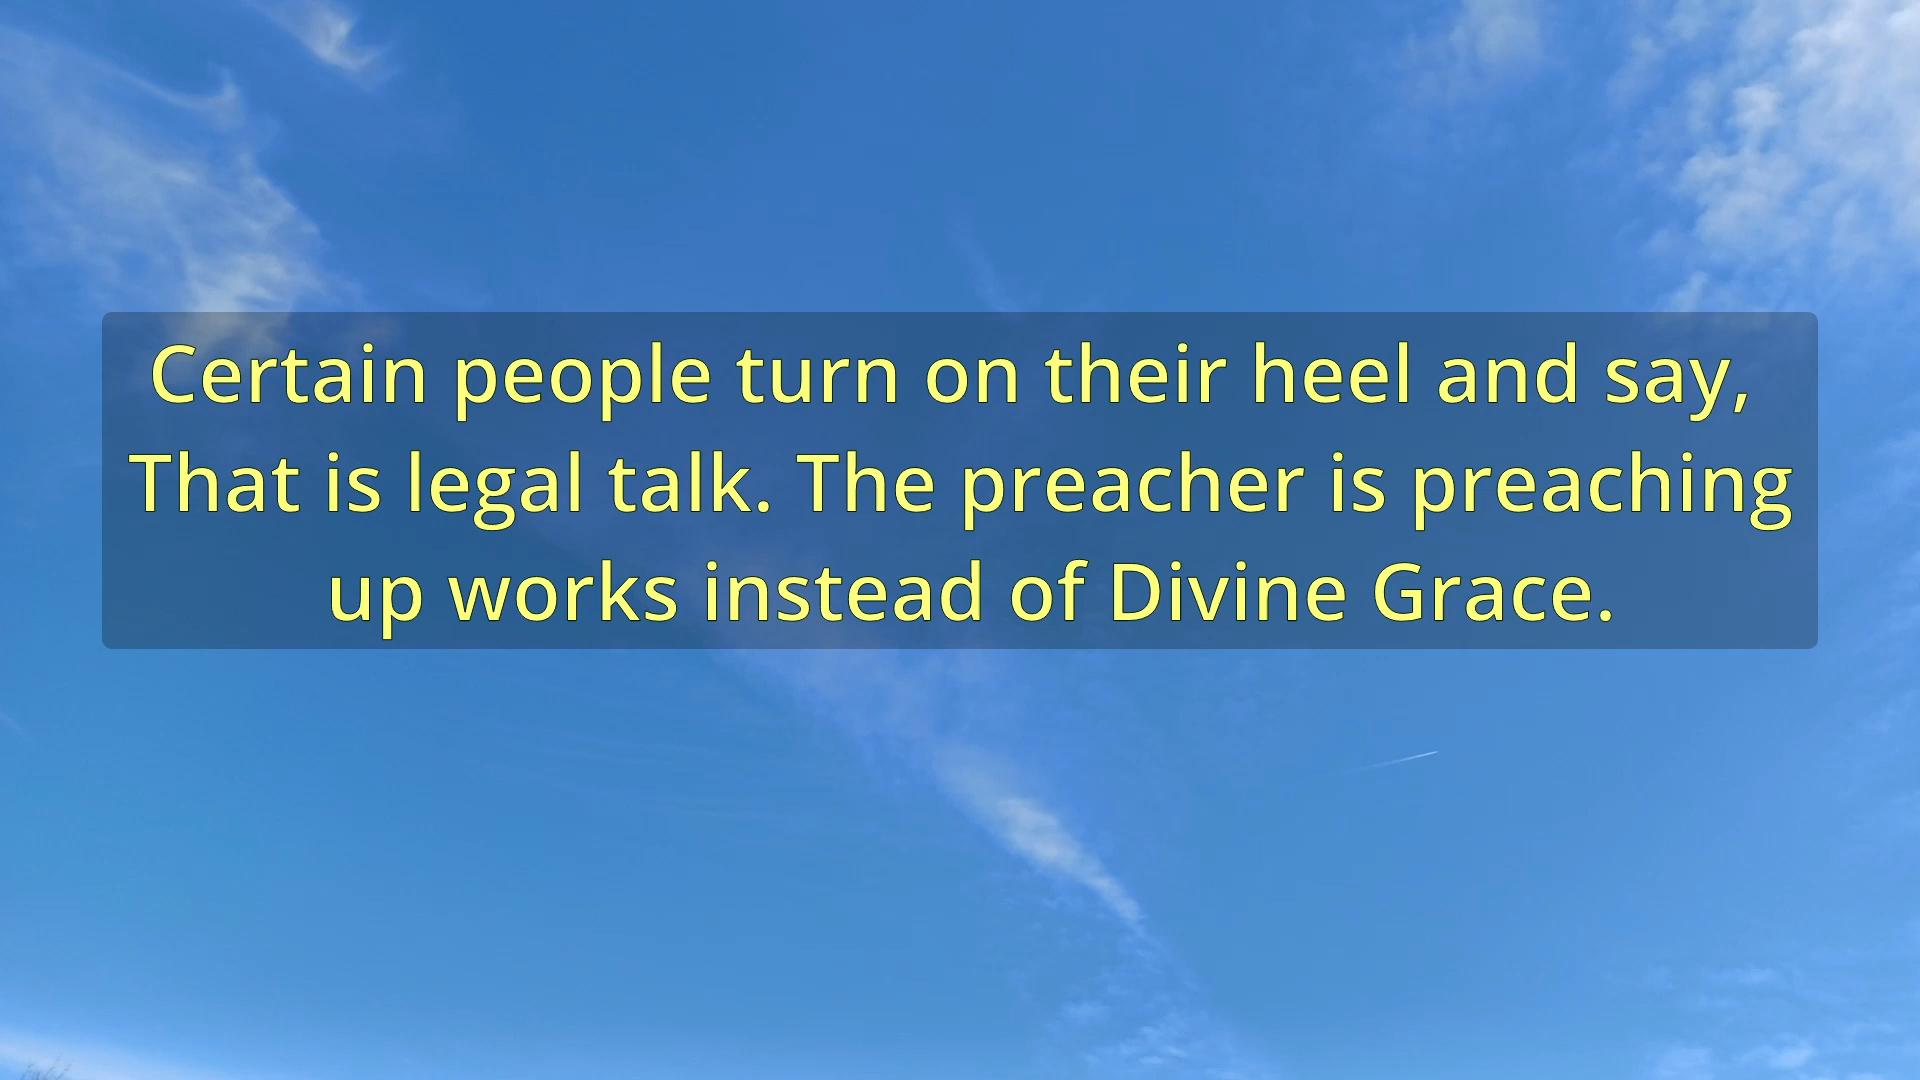 Certain people turn on their heel and say,
That is legal talk. The preacher is preaching
up works instead of Divine Grace.